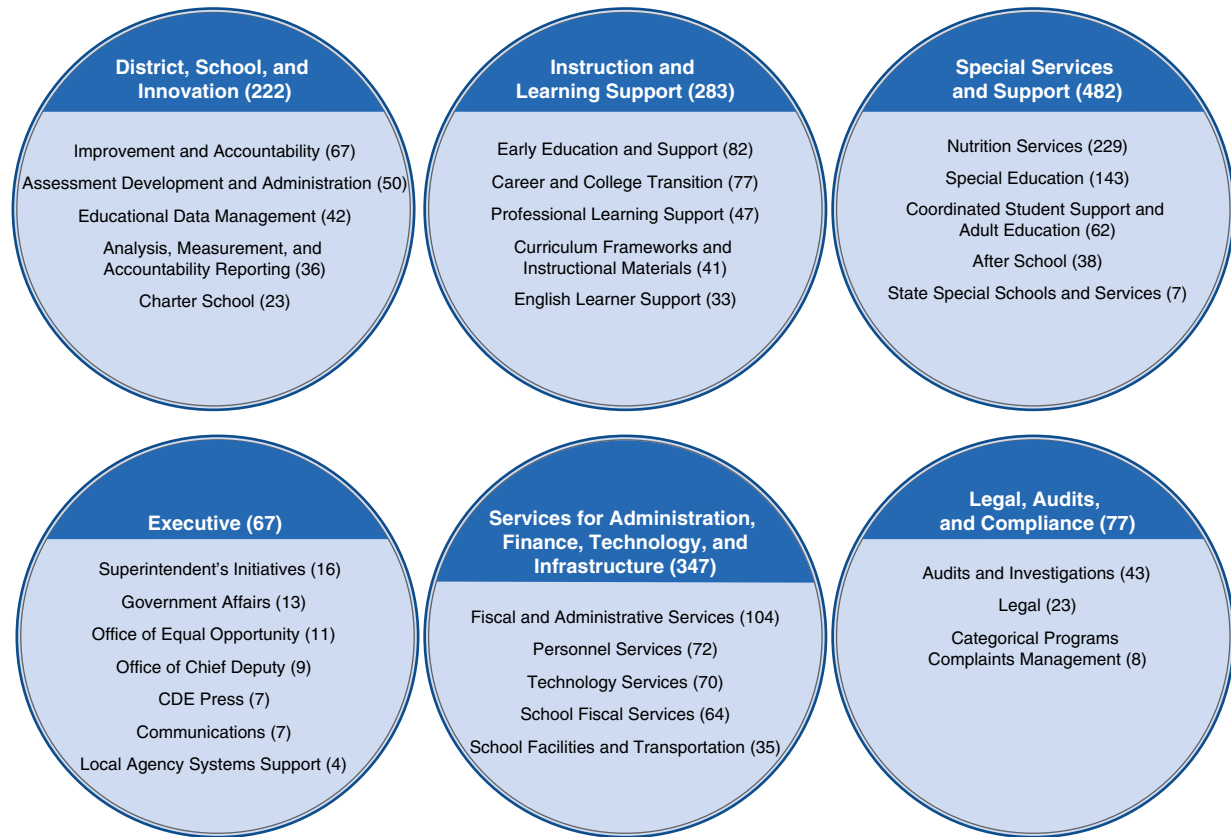 District, School, and
Innovation (222)
Improvement and Accountability (67)
Assessment Development and Administration (50)
Educational Data Management (42)
Analysis, Measurement, and
Accountability Reporting (36)
Charter School (23)
Instruction and
Learning Support (283)
Early Education and Support (82)
Career and College Transition (77)
Professional Learning Support (47)
Curriculum Frameworks and
Instructional Materials (41)
English Learner Support (33)
Special Services
and Support (482)
Nutrition Services (229)
Special Education (143)
Coordinated Student Support and
Adult Education (62)
After School (38)
State Special Schools and Services (7)
Executive (67)
Superintendent's Initiatives (16)
Government Affairs (13)
Office of Equal Opportunity (11)
Office of Chief Deputy (9)
CDE Press (7)
Communications (7)
Local Agency Systems Support (4)
Services for Administration,
Finance, Technology, and
Infrastructure (347)
Fiscal and Administrative Services (104)
Personnel Services (72)
Technology Services (70)
School Fiscal Services (64)
School Facilities and Transportation (35)
Legal, Audits,
and Compliance (77)
Audits and Investigations (43)
Legal (23)
Categorical Programs
Complaints Management (8)